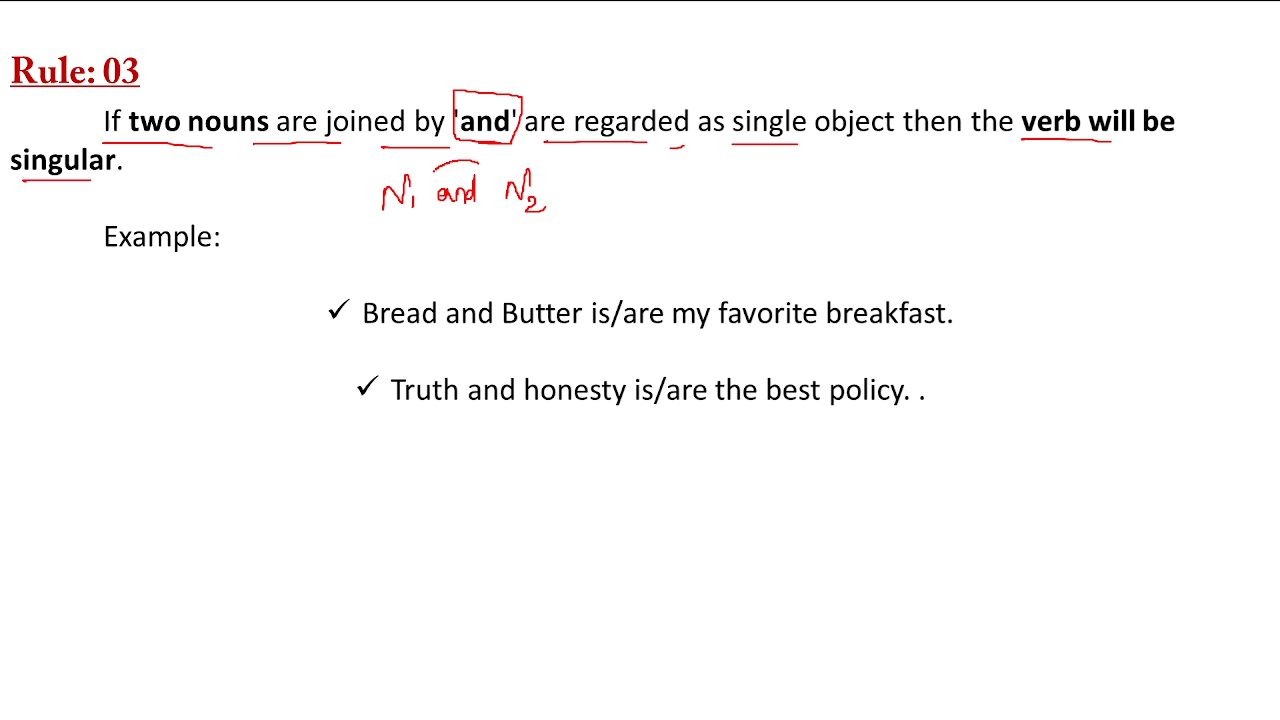 Rule: 03
If two nouns are joined by 'and' are regarded as single object then the verb will be
singular.
N1 and N2
Example:
✓ Bread and Butter is/are my favorite breakfast.
✓ Truth and honesty is/are the best policy. .